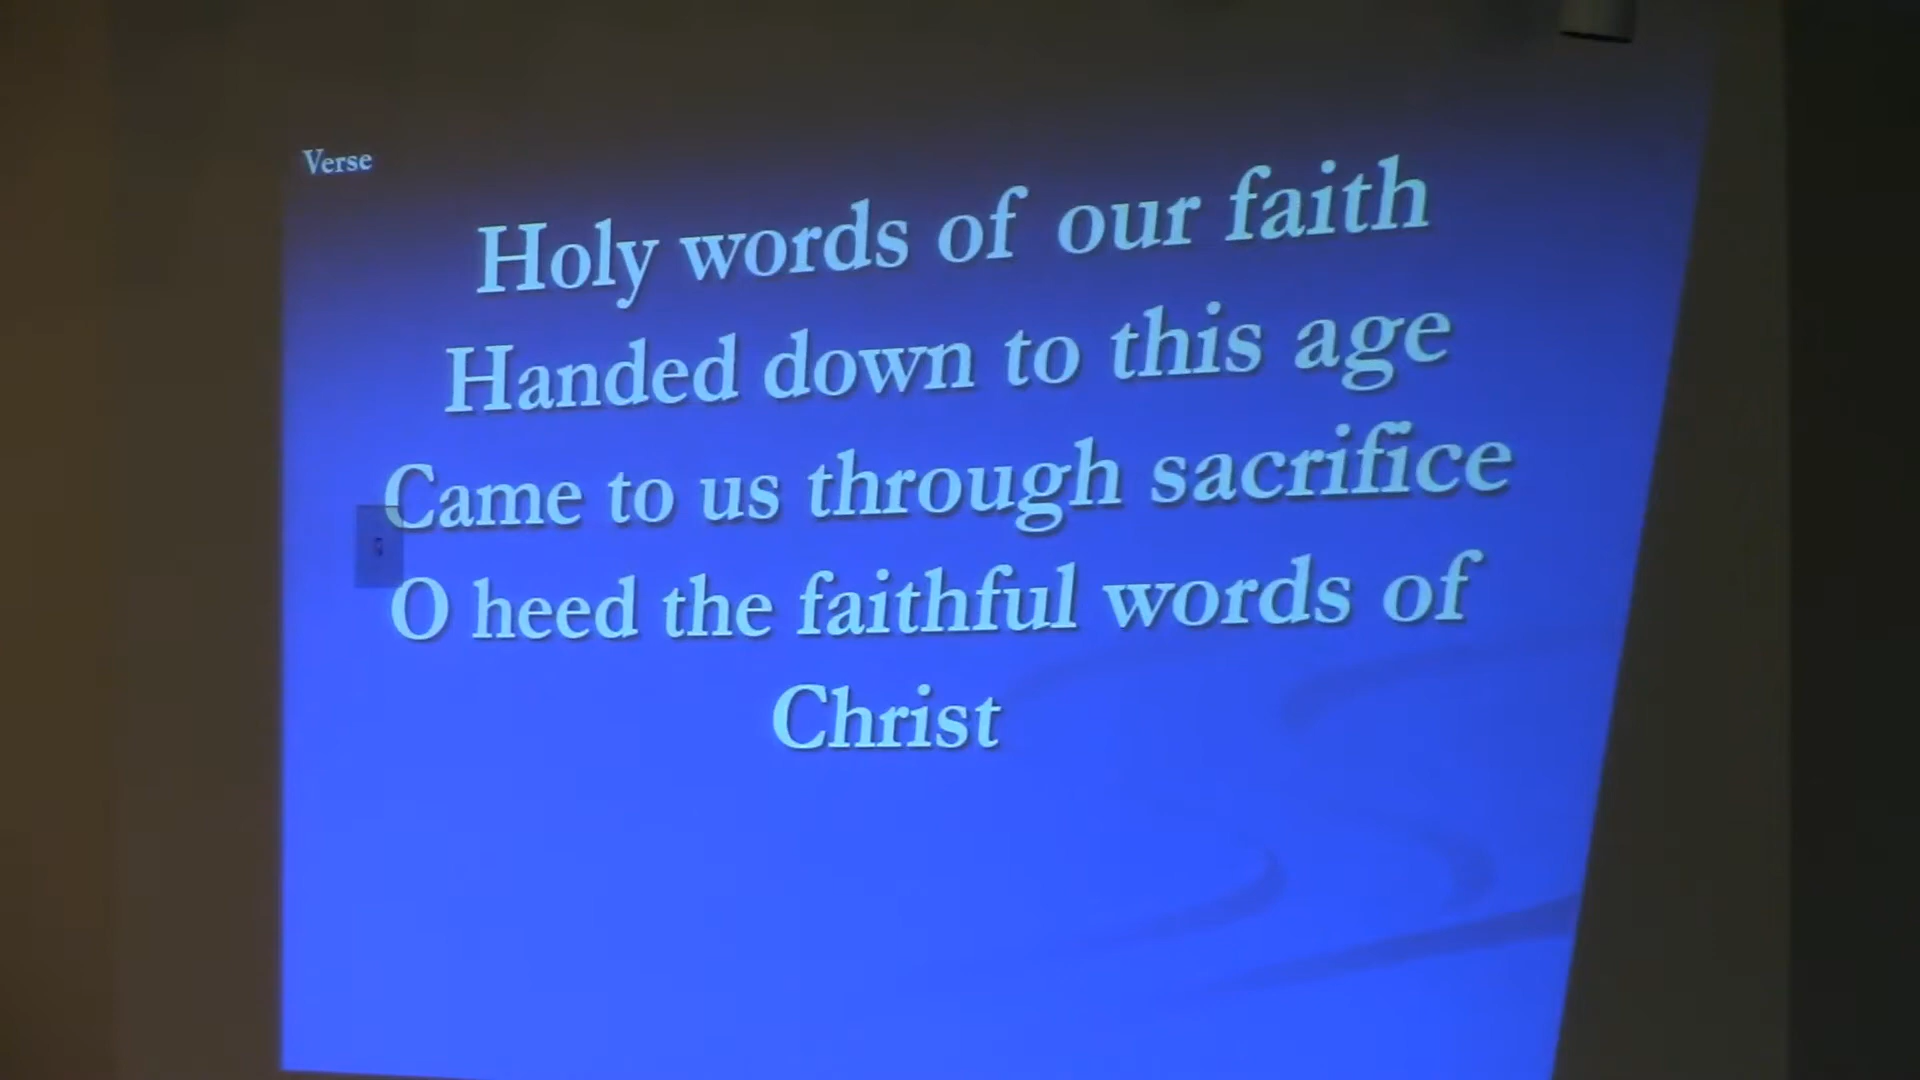 Verse
Holy words of our faith
Handed down to this age
Came to us through sacrifice
O heed the faithful words of
Christ